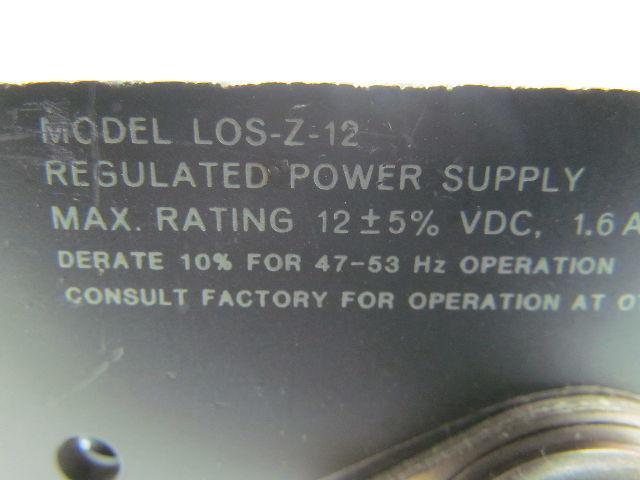 MODEL LOS-Z-12
REGULATED POWER SUPPLY
MAX. RATING 12 ±5% VDC, 1.6 A
DERATE 10% FOR 47-53 Hz OPERATION
CONSULT FACTORY FOR OPERATION AT